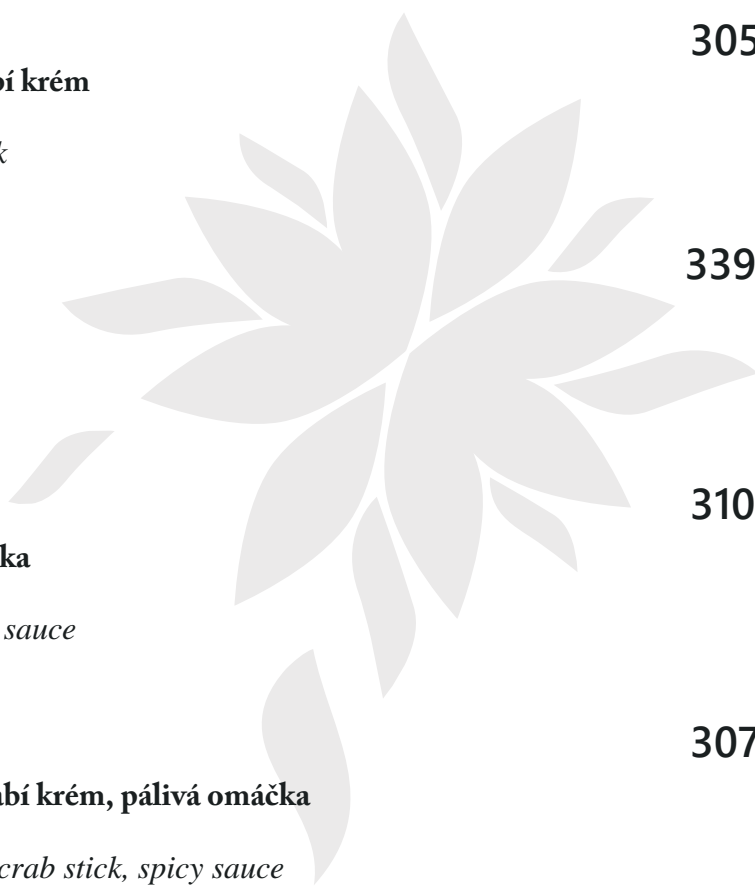 305
bí krém
k
339
310
ka
sauce
307
abí krém, pálivá omáčka
crab stick, spicy sauce